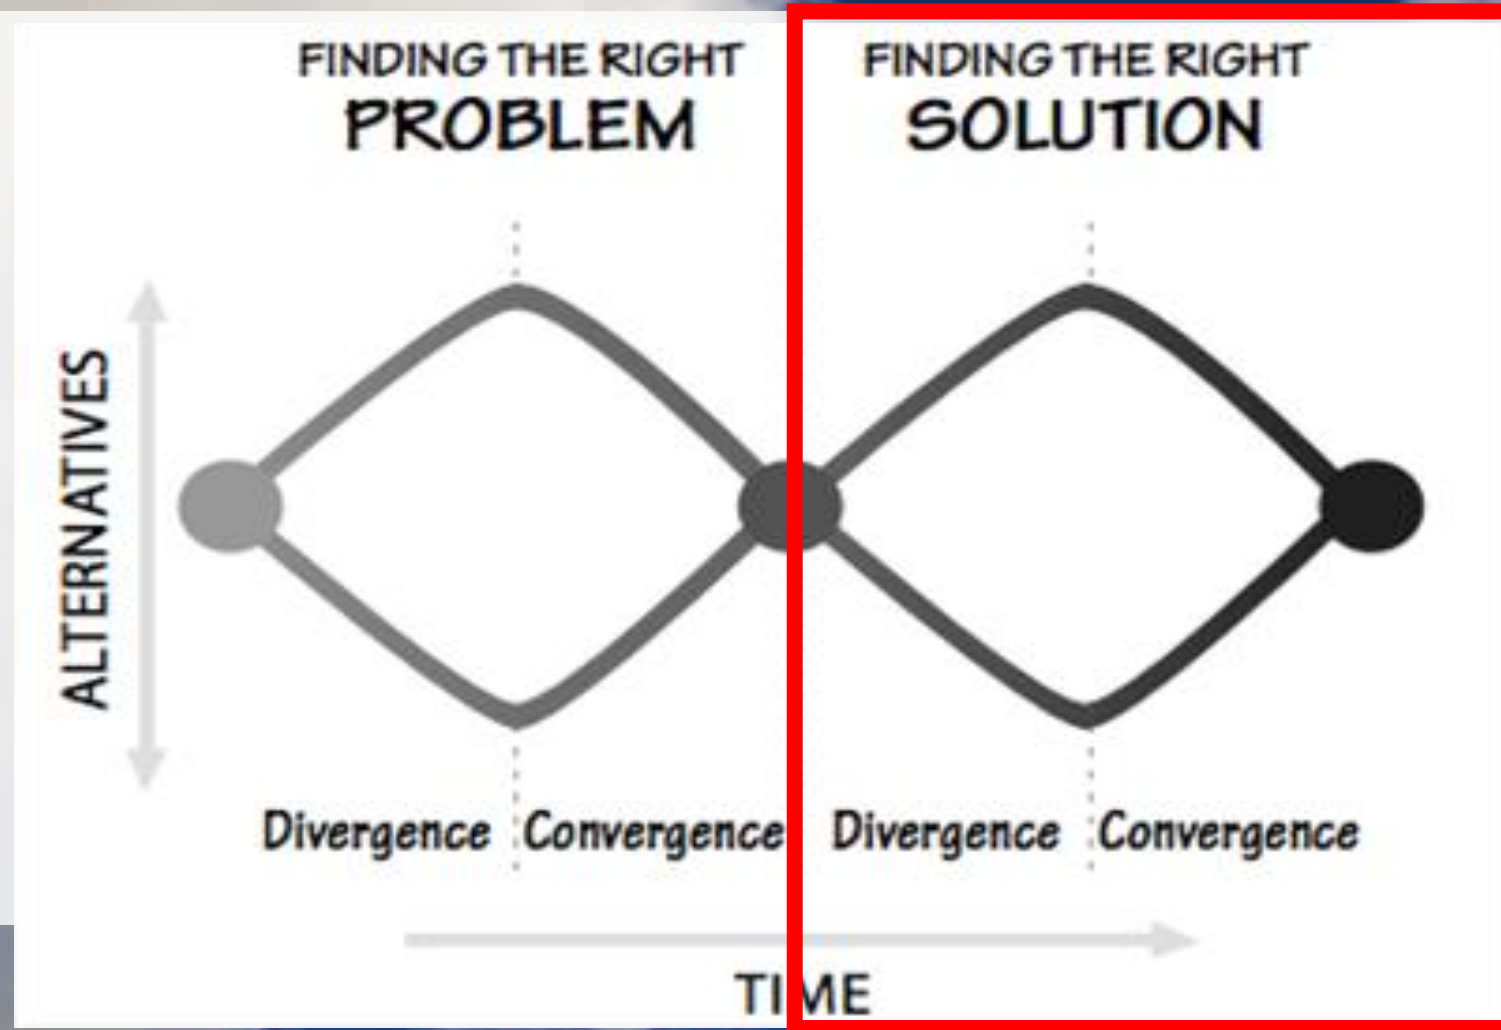 FINDING THE RIGHT
PROBLEM
FINDING THE RIGHT
SOLUTION
ALTERNATIVES
Divergence Convergence
Divergence Convergence
TIME